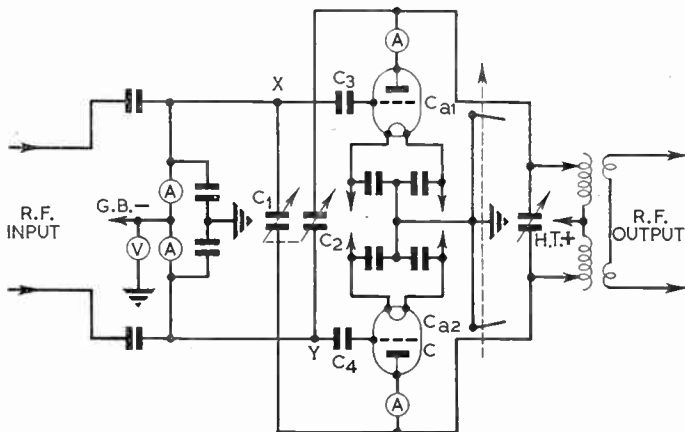 A
X
C3
Ca1
A
G.B.-
C1
R.F.
INPUT
V
A
C2
H.T.+
R.F.
OUTPUT
Y
C4
Ca2
C
A